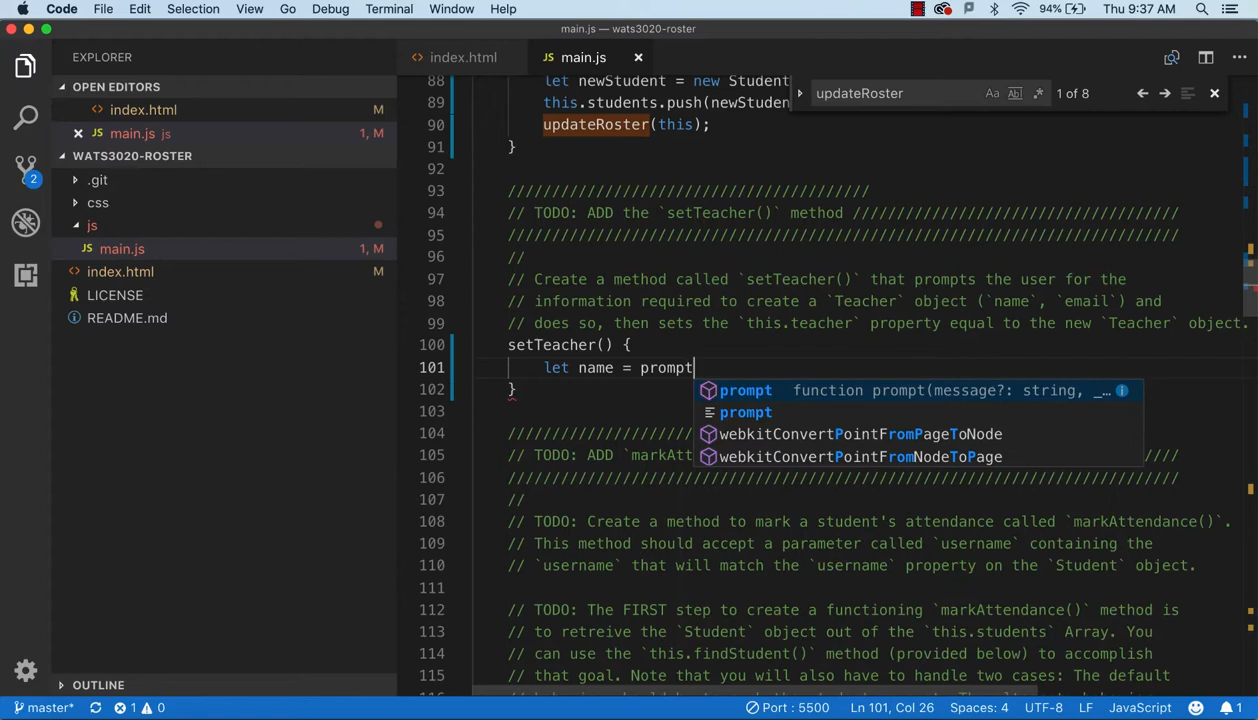 Code File Edit Selection View Go Debug Terminal Window Help 94% Thu 9:37 AM
main.js — wats3020-roster
EXPLORER
OPEN EDITORS
index.html M
JS main.js js 1, M
WATS3020-ROSTER
.git
css
js
JS main.js 1, M
index.html M
LICENSE
README.md
OUTLINE
2
index.html
JS main.js
updateRoster Aa Abl .* 1 of 8
88 let newStudent = new Student
89 this.students.push(newStuden
90 updateRoster(this);
91 }
92
93 /////////////////////////////////////////
94 // TODO: ADD the `setTeacher()` method /////////////////////////////////////
95 ////////////////////////////////////////////////////////////////////////////
96 //
97 // Create a method called `setTeacher()` that prompts the user for the
98 // information required to create a `Teacher` object (`name`, `email`) and
99 // does so, then sets the `this.teacher` property equal to the new `Teacher` object.
100 setTeacher() {
101 let name = prompt
prompt function prompt(message?: string, _…
prompt
webkitConvertPointFromPageToNode
webkitConvertPointFromNodeToPage
102 }
103
104 /////////////////////
105 // TODO: ADD `markAtt ////
106 ////////////////////////////////////////////////////////////////////////////
107 //
108 // TODO: Create a method to mark a student's attendance called `markAttendance()`.
109 // This method should accept a parameter called `username` containing the
110 // `username` that will match the `username` property on the `Student` object.
111
112 // TODO: The FIRST step to create a functioning `markAttendance()` method is
113 // to retreive the `Student` object out of the `this.students` Array. You
114 // can use the `this.findStudent()` method (provided below) to accomplish
115 // that goal. Note that you will also have to handle two cases: The default
master* 1 0 Port : 5500 Ln 101, Col 26 Spaces: 4 UTF-8 LF JavaScript 1